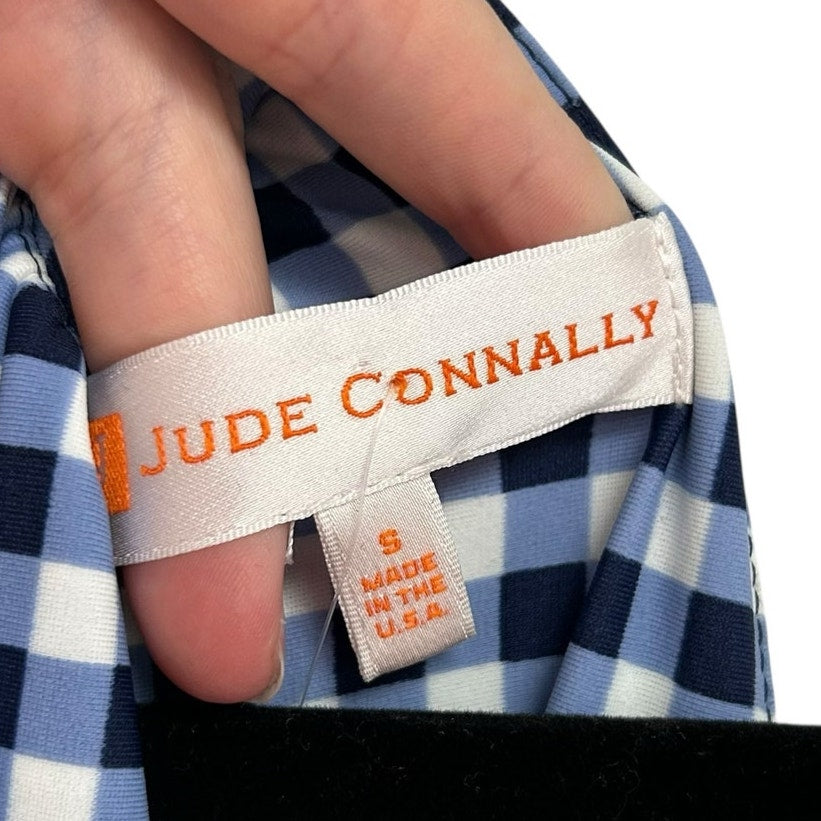 JUDE CONNALLY
S
MADE
IN THE
U.S.A.